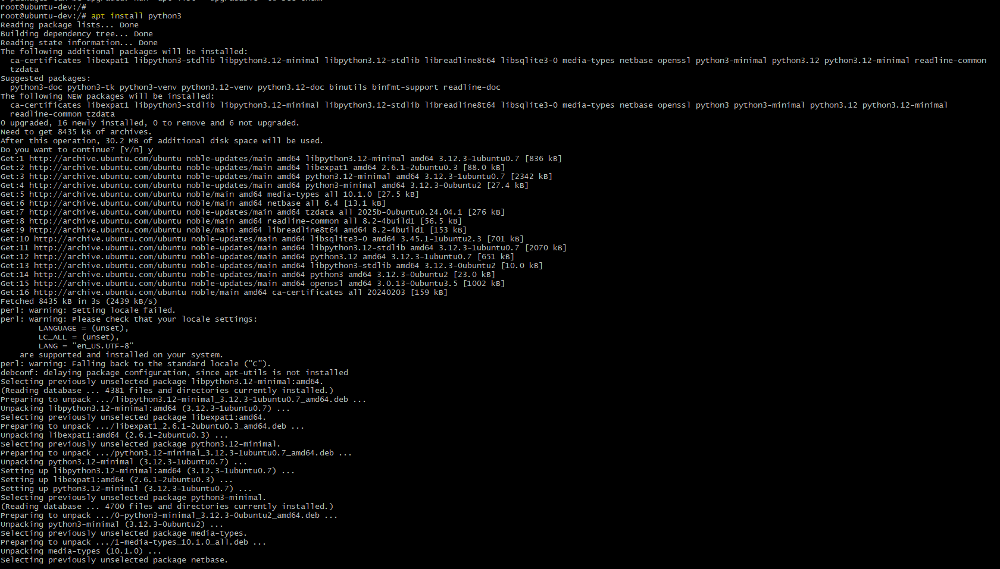 root@ubuntu-dev:/#
root@ubuntu-dev:/# apt install python3
Reading package lists... Done
Building dependency tree... Done
Reading state information... Done
The following additional packages will be installed:
  ca-certificates libexpat1 libpython3-stdlib libpython3.12-minimal libpython3.12-stdlib libreadline8t64 libsqlite3-0 media-types netbase openssl python3-minimal python3.12 python3.12-minimal readline-common
  tzdata
Suggested packages:
  python3-doc python3-tk python3-venv python3.12-venv python3.12-doc binutils binfmt-support readline-doc
The following NEW packages will be installed:
  ca-certificates libexpat1 libpython3-stdlib libpython3.12-minimal libpython3.12-stdlib libreadline8t64 libsqlite3-0 media-types netbase openssl python3 python3-minimal python3.12 python3.12-minimal
  readline-common tzdata
0 upgraded, 16 newly installed, 0 to remove and 6 not upgraded.
Need to get 8435 kB of archives.
After this operation, 30.2 MB of additional disk space will be used.
Do you want to continue? [Y/n] y
Get:1 http://archive.ubuntu.com/ubuntu noble-updates/main amd64 libpython3.12-minimal amd64 3.12.3-1ubuntu0.7 [836 kB]
Get:2 http://archive.ubuntu.com/ubuntu noble-updates/main amd64 libexpat1 amd64 2.6.1-2ubuntu0.3 [88.0 kB]
Get:3 http://archive.ubuntu.com/ubuntu noble-updates/main amd64 python3.12-minimal amd64 3.12.3-1ubuntu0.7 [2342 kB]
Get:4 http://archive.ubuntu.com/ubuntu noble-updates/main amd64 python3-minimal amd64 3.12.3-0ubuntu2 [27.4 kB]
Get:5 http://archive.ubuntu.com/ubuntu noble/main amd64 media-types all 10.1.0 [27.5 kB]
Get:6 http://archive.ubuntu.com/ubuntu noble/main amd64 netbase all 6.4 [13.1 kB]
Get:7 http://archive.ubuntu.com/ubuntu noble-updates/main amd64 tzdata all 2025b-0ubuntu0.24.04.1 [276 kB]
Get:8 http://archive.ubuntu.com/ubuntu noble/main amd64 readline-common all 8.2-4build1 [56.5 kB]
Get:9 http://archive.ubuntu.com/ubuntu noble/main amd64 libreadline8t64 amd64 8.2-4build1 [153 kB]
Get:10 http://archive.ubuntu.com/ubuntu noble-updates/main amd64 libsqlite3-0 amd64 3.45.1-1ubuntu2.3 [701 kB]
Get:11 http://archive.ubuntu.com/ubuntu noble-updates/main amd64 libpython3.12-stdlib amd64 3.12.3-1ubuntu0.7 [2070 kB]
Get:12 http://archive.ubuntu.com/ubuntu noble-updates/main amd64 python3.12 amd64 3.12.3-1ubuntu0.7 [651 kB]
Get:13 http://archive.ubuntu.com/ubuntu noble-updates/main amd64 libpython3-stdlib amd64 3.12.3-0ubuntu2 [10.0 kB]
Get:14 http://archive.ubuntu.com/ubuntu noble-updates/main amd64 python3 amd64 3.12.3-0ubuntu2 [23.0 kB]
Get:15 http://archive.ubuntu.com/ubuntu noble-updates/main amd64 openssl amd64 3.0.13-0ubuntu3.5 [1002 kB]
Get:16 http://archive.ubuntu.com/ubuntu noble/main amd64 ca-certificates all 20240203 [159 kB]
Fetched 8435 kB in 3s (2439 kB/s)
perl: warning: Setting locale failed.
perl: warning: Please check that your locale settings:
        LANGUAGE = (unset),
        LC_ALL = (unset),
        LANG = "en_US.UTF-8"
    are supported and installed on your system.
perl: warning: Falling back to the standard locale ("C").
debconf: delaying package configuration, since apt-utils is not installed
Selecting previously unselected package libpython3.12-minimal:amd64.
(Reading database ... 4381 files and directories currently installed.)
Preparing to unpack .../libpython3.12-minimal_3.12.3-1ubuntu0.7_amd64.deb ...
Unpacking libpython3.12-minimal:amd64 (3.12.3-1ubuntu0.7) ...
Selecting previously unselected package libexpat1:amd64.
Preparing to unpack .../libexpat1_2.6.1-2ubuntu0.3_amd64.deb ...
Unpacking libexpat1:amd64 (2.6.1-2ubuntu0.3) ...
Selecting previously unselected package python3.12-minimal.
Preparing to unpack .../python3.12-minimal_3.12.3-1ubuntu0.7_amd64.deb ...
Unpacking python3.12-minimal (3.12.3-1ubuntu0.7) ...
Setting up libpython3.12-minimal:amd64 (3.12.3-1ubuntu0.7) ...
Setting up libexpat1:amd64 (2.6.1-2ubuntu0.3) ...
Setting up python3.12-minimal (3.12.3-1ubuntu0.7) ...
Selecting previously unselected package python3-minimal.
(Reading database ... 4700 files and directories currently installed.)
Preparing to unpack .../0-python3-minimal_3.12.3-0ubuntu2_amd64.deb ...
Unpacking python3-minimal (3.12.3-0ubuntu2) ...
Selecting previously unselected package media-types.
Preparing to unpack .../1-media-types_10.1.0_all.deb ...
Unpacking media-types (10.1.0) ...
Selecting previously unselected package netbase.